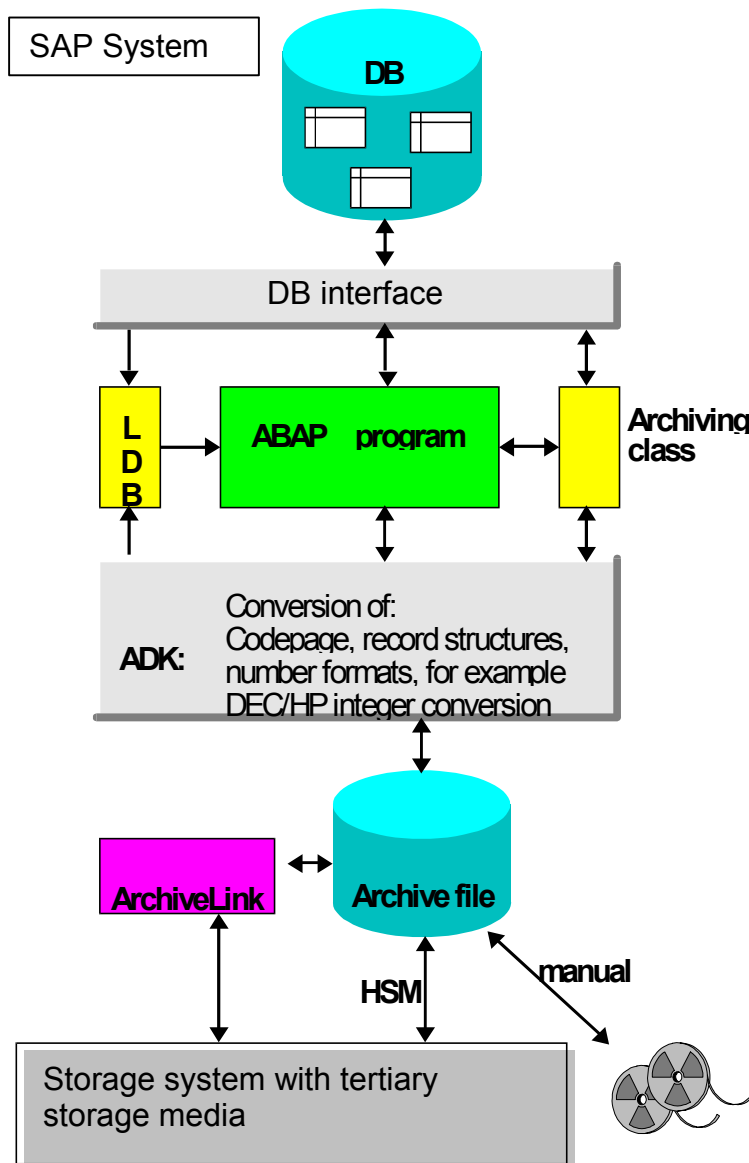 SAP System
DB
DB interface
L
D
B
ABAP program
Archiving
class
ADK:
Conversion of:
Codepage, record structures,
number formats, for example
DEC/HP integer conversion
ArchiveLink
Archive file
HSM
manual
Storage system with tertiary
storage media